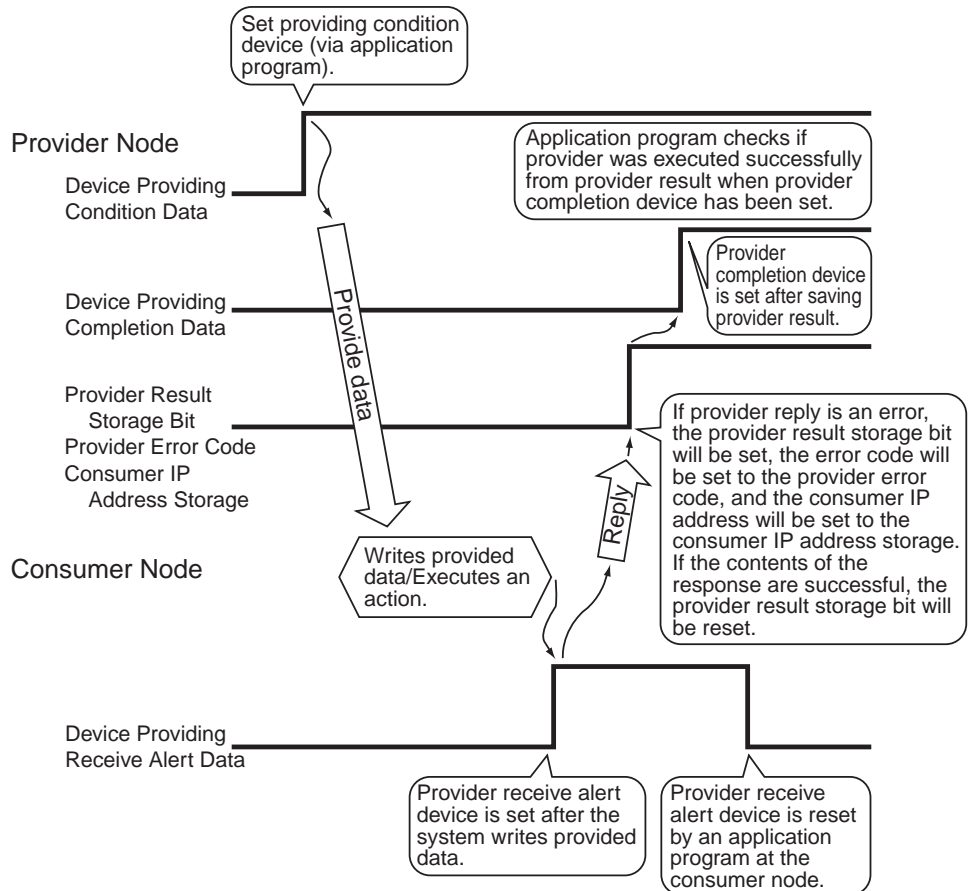 Set providing condition
device (via application
program).
Provider Node
Device Providing
Condition Data
Application program checks if
provider was executed successfully
from provider result when provider
completion device has been set.
Provider
completion device
is set after saving
provider result.
Device Providing
Completion Data
Provide data
Provider Result
Storage Bit
Provider Error Code
Consumer IP
Address Storage
If provider reply is an error,
the provider result storage bit
will be set, the error code will
be set to the provider error
code, and the consumer IP
address will be set to the
consumer IP address storage.
If the contents of the
response are successful, the
provider result storage bit will
be reset.
Reply
Consumer Node
Writes provided
data/Executes an
action.
Device Providing
Receive Alert Data
Provider receive alert
device is set after the
system writes provided
data.
Provider receive
alert device is reset
by an application
program at the
consumer node.